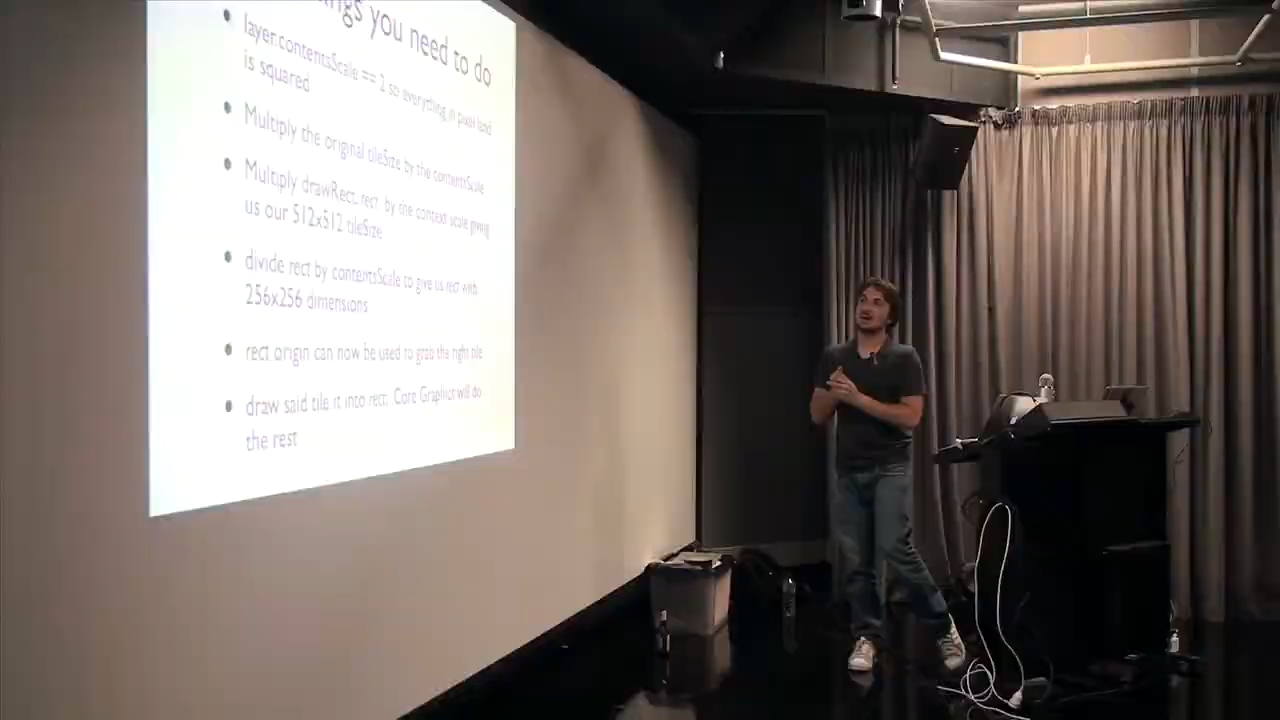 ings you need to do
layer.contentsScale == 2 so everything in pixel land
is squared
Multiply the original tileSize by the contentsScale
Multiply drawRect: rect by the context scale giving
us our 512x512 tileSize
divide rect by contentsScale to give us rect with
256x256 dimensions
rect origin can now be used to grab the right tile
draw said tile it into rect. Core Graphics will do
the rest